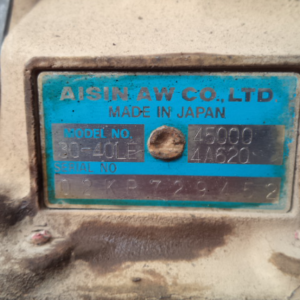 AISIN AW CO., LTD
MADE IN JAPAN
MODEL NO. 45000
30-40LE 4A620
SERIAL NO